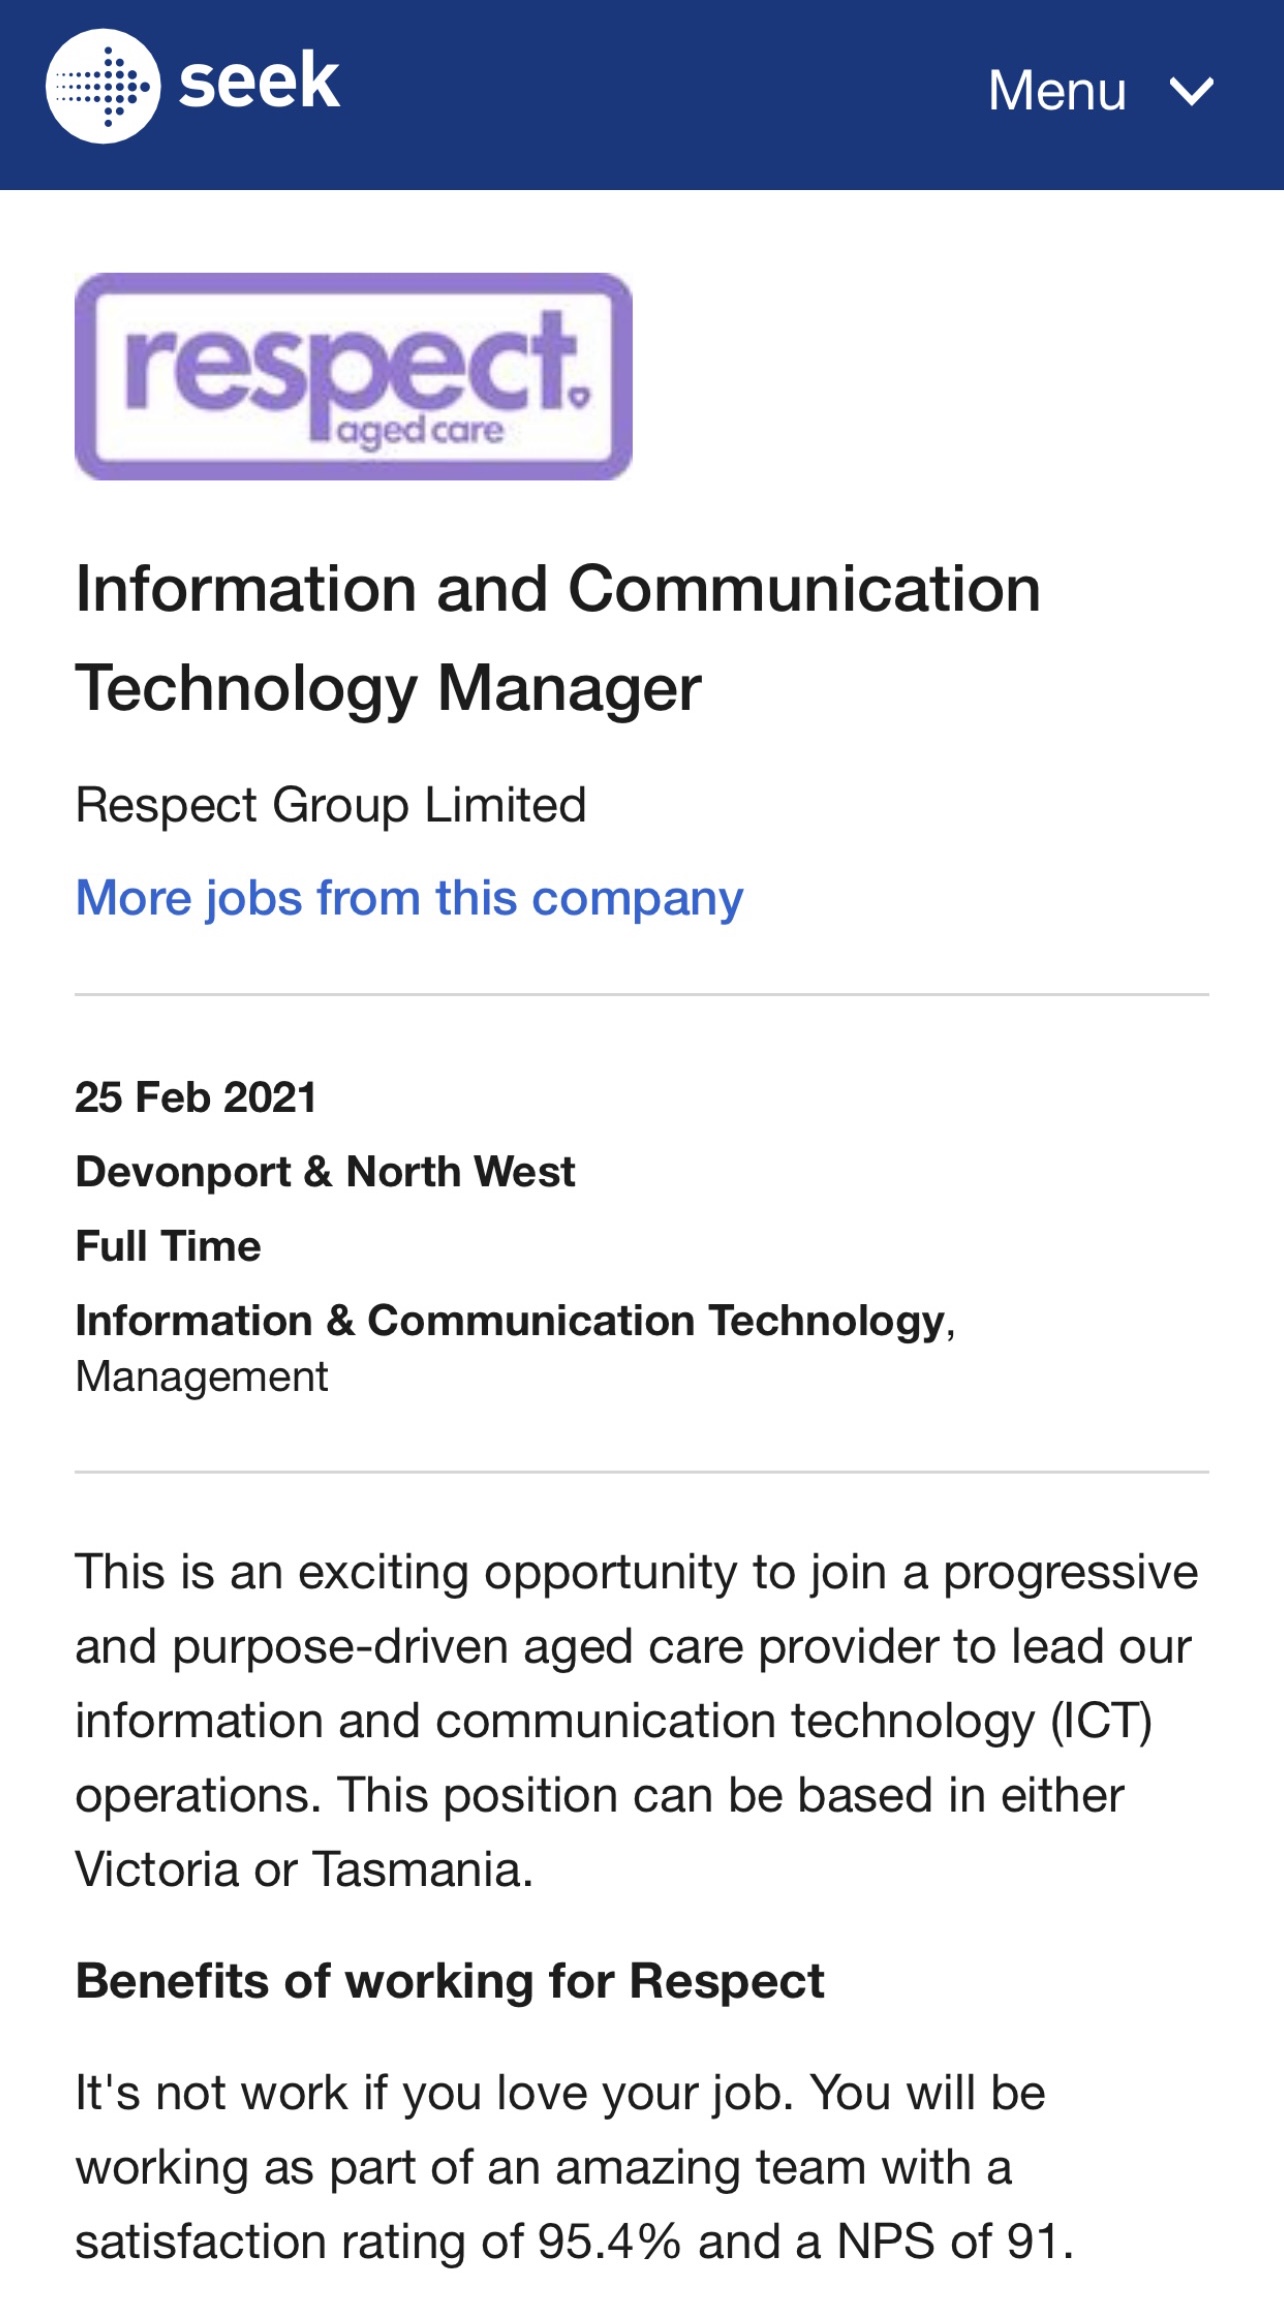 seek
Menu
respect.
aged care
Information and Communication
Technology Manager
Respect Group Limited
More jobs from this company
25 Feb 2021
Devonport & North West
Full Time
Information & Communication Technology,
Management
This is an exciting opportunity to join a progressive
and purpose-driven aged care provider to lead our
information and communication technology (ICT)
operations. This position can be based in either
Victoria or Tasmania.
Benefits of working for Respect
It's not work if you love your job. You will be
working as part of an amazing team with a
satisfaction rating of 95.4% and a NPS of 91.